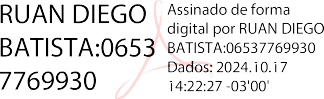 RUAN DIEGO
BATISTA:0653
7769930
Assinado de forma
digital por RUAN DIEGO
BATISTA:06537769930
Dados: 2024.10.17
14:22:27 -03'00'